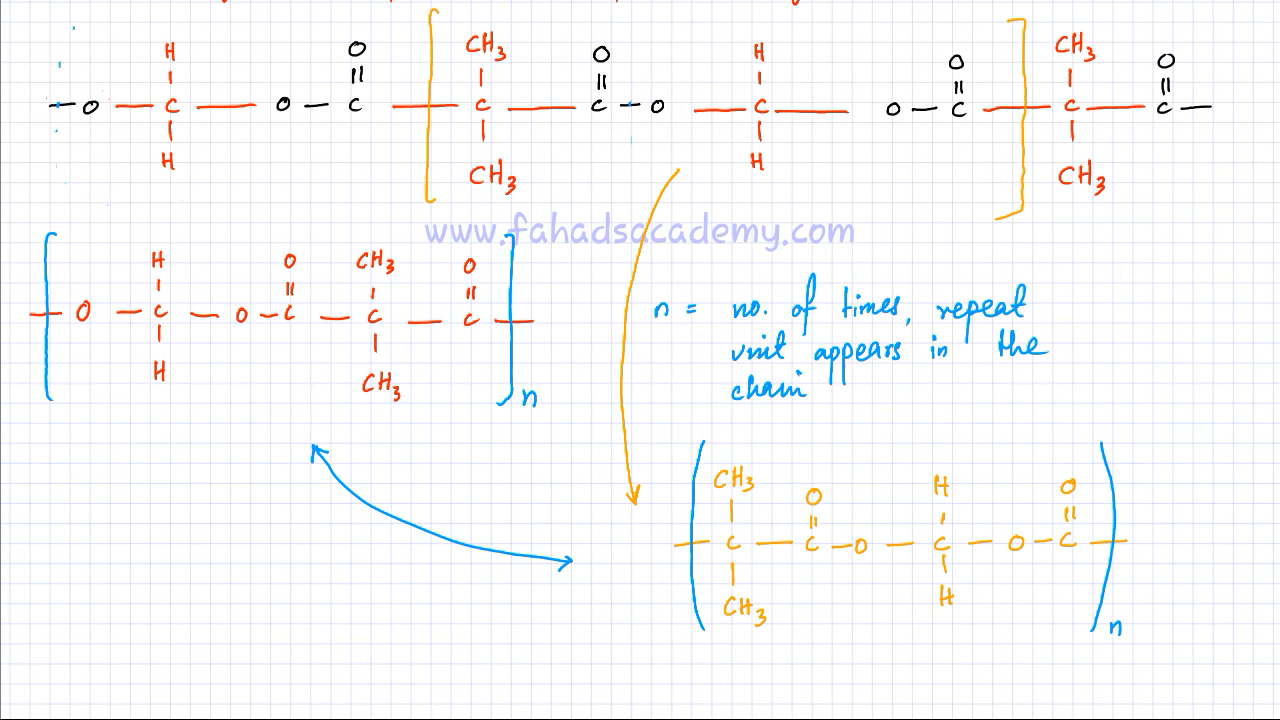 O O CH3 O H O CH3 O
H H
— O — C — O — C — C — C — O — C — O — C — C — C —
H CH3 H CH3
www.fahadsacademy.com
H O CH3 O
— O — C — O — C — C — C —
H CH3 n
n = no. of times, repeat
unit appears in the
chain
CH3 O H O
— C — C — O — C — O — C —
CH3 H n